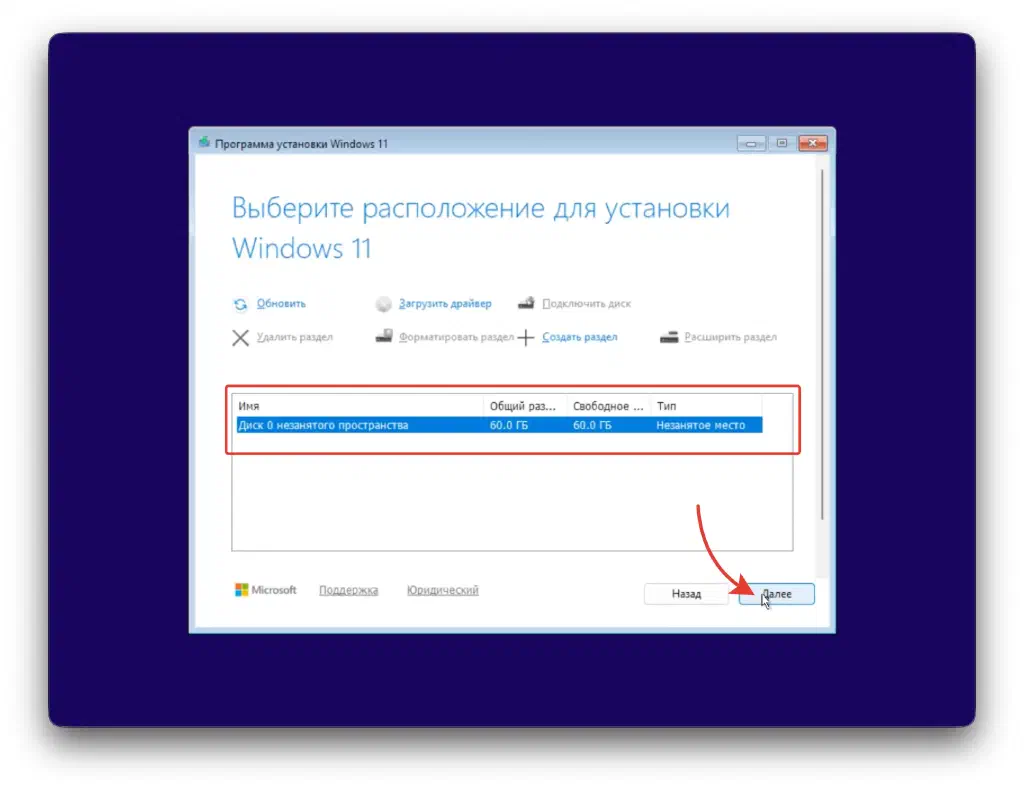 Программа установки Windows 11
Выберите расположение для установки
Windows 11
Обновить Загрузить драйвер Подключить диск
Удалить раздел Форматировать раздел Создать раздел Расширить раздел
Имя Общий раз... Свободное ... Тип
Диск 0 незанятого пространства 60.0 ГБ 60.0 ГБ Незанятое место
Microsoft Поддержка Юридический Назад Далее